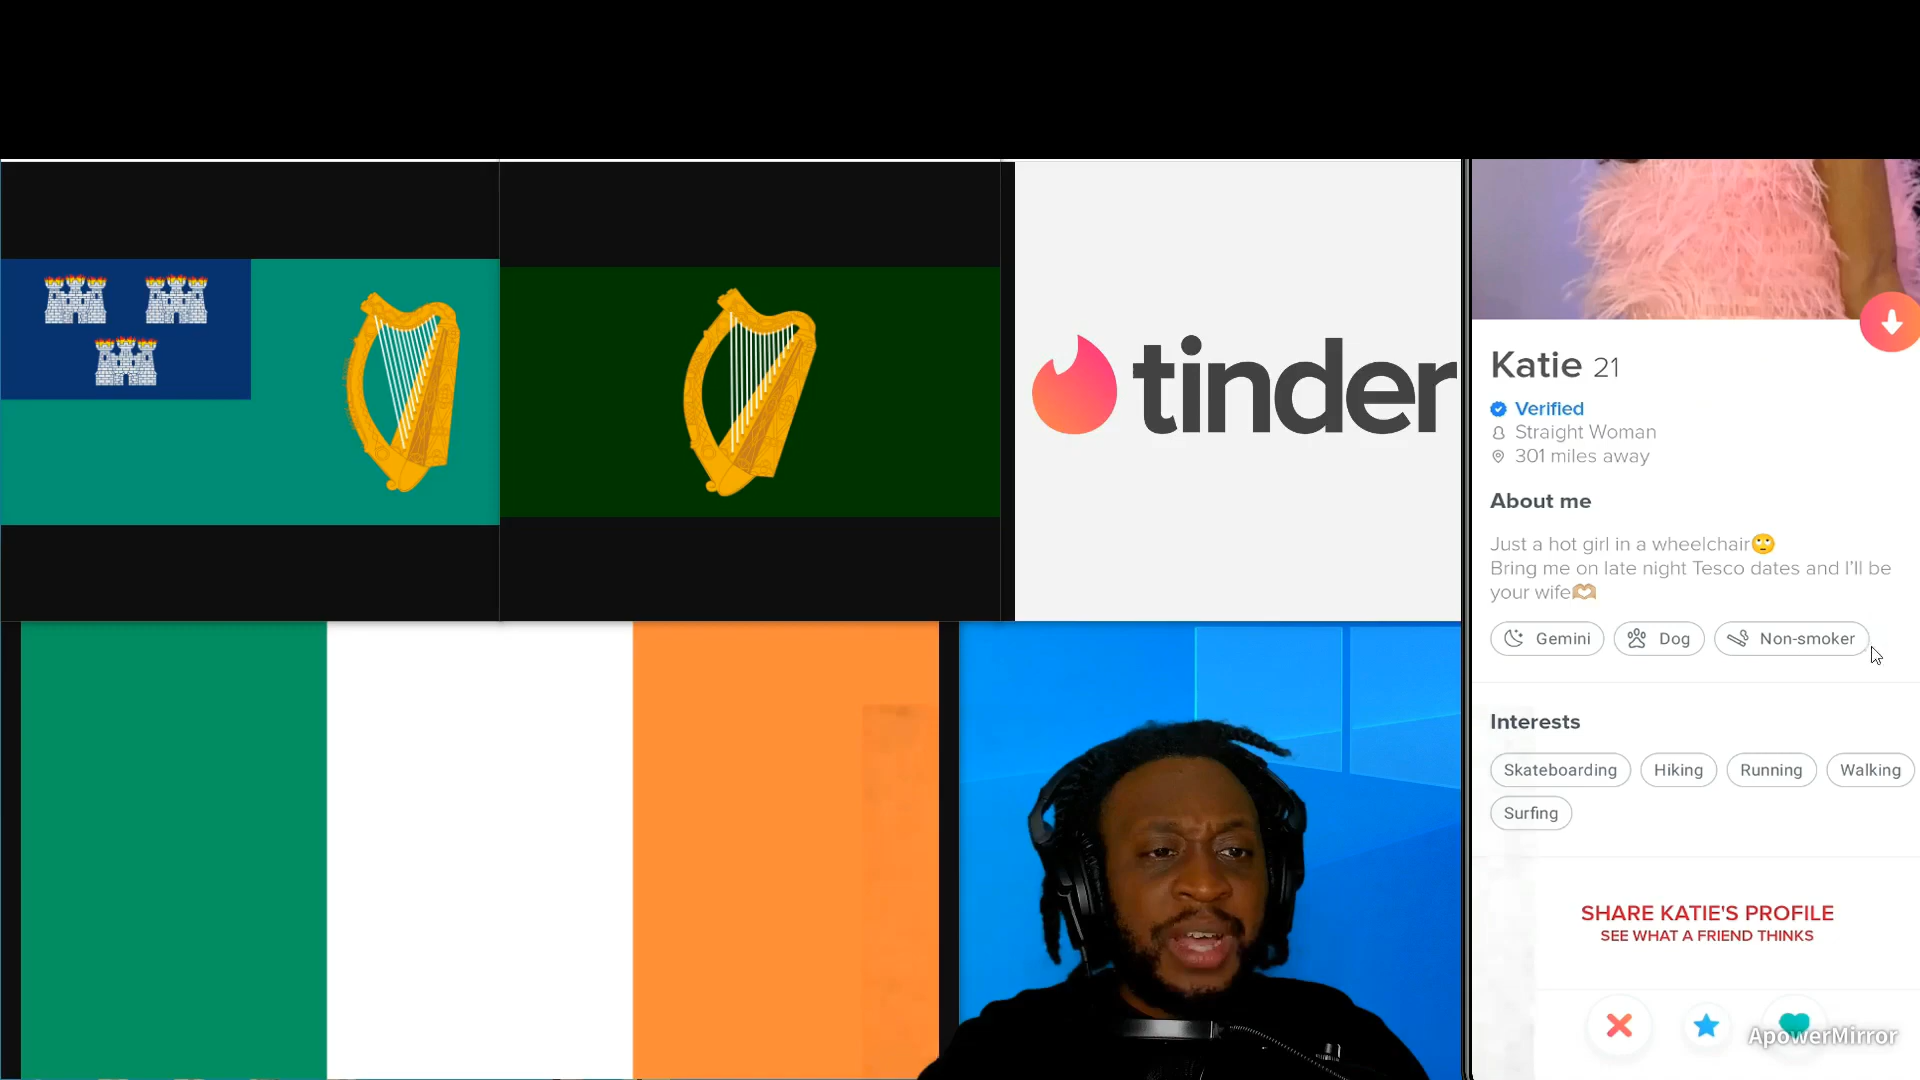 tinder
Katie 21
Verified
Straight Woman
301 miles away
About me
Just a hot girl in a wheelchair🙄
Bring me on late night Tesco dates and I'll be
your wife🫶🏼
Gemini Dog Non-smoker
Interests
Skateboarding Hiking Running Walking
Surfing
SHARE KATIE'S PROFILE
SEE WHAT A FRIEND THINKS
ApowerMirror